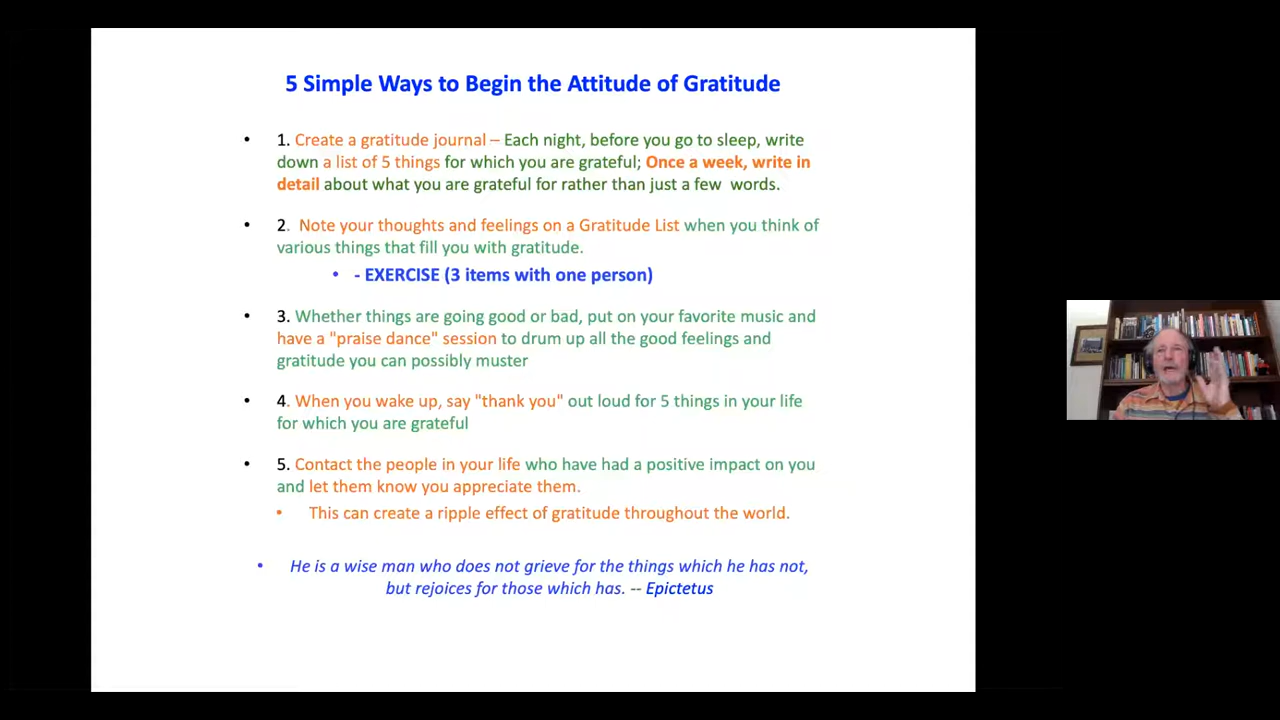 5 Simple Ways to Begin the Attitude of Gratitude
• 1. Create a gratitude journal – Each night, before you go to sleep, write
down a list of 5 things for which you are grateful; Once a week, write in
detail about what you are grateful for rather than just a few words.
• 2. Note your thoughts and feelings on a Gratitude List when you think of
various things that fill you with gratitude.
• - EXERCISE (3 items with one person)
• 3. Whether things are going good or bad, put on your favorite music and
have a "praise dance" session to drum up all the good feelings and
gratitude you can possibly muster
• 4. When you wake up, say "thank you" out loud for 5 things in your life
for which you are grateful
• 5. Contact the people in your life who have had a positive impact on you
and let them know you appreciate them.
• This can create a ripple effect of gratitude throughout the world.
• He is a wise man who does not grieve for the things which he has not,
but rejoices for those which has. -- Epictetus